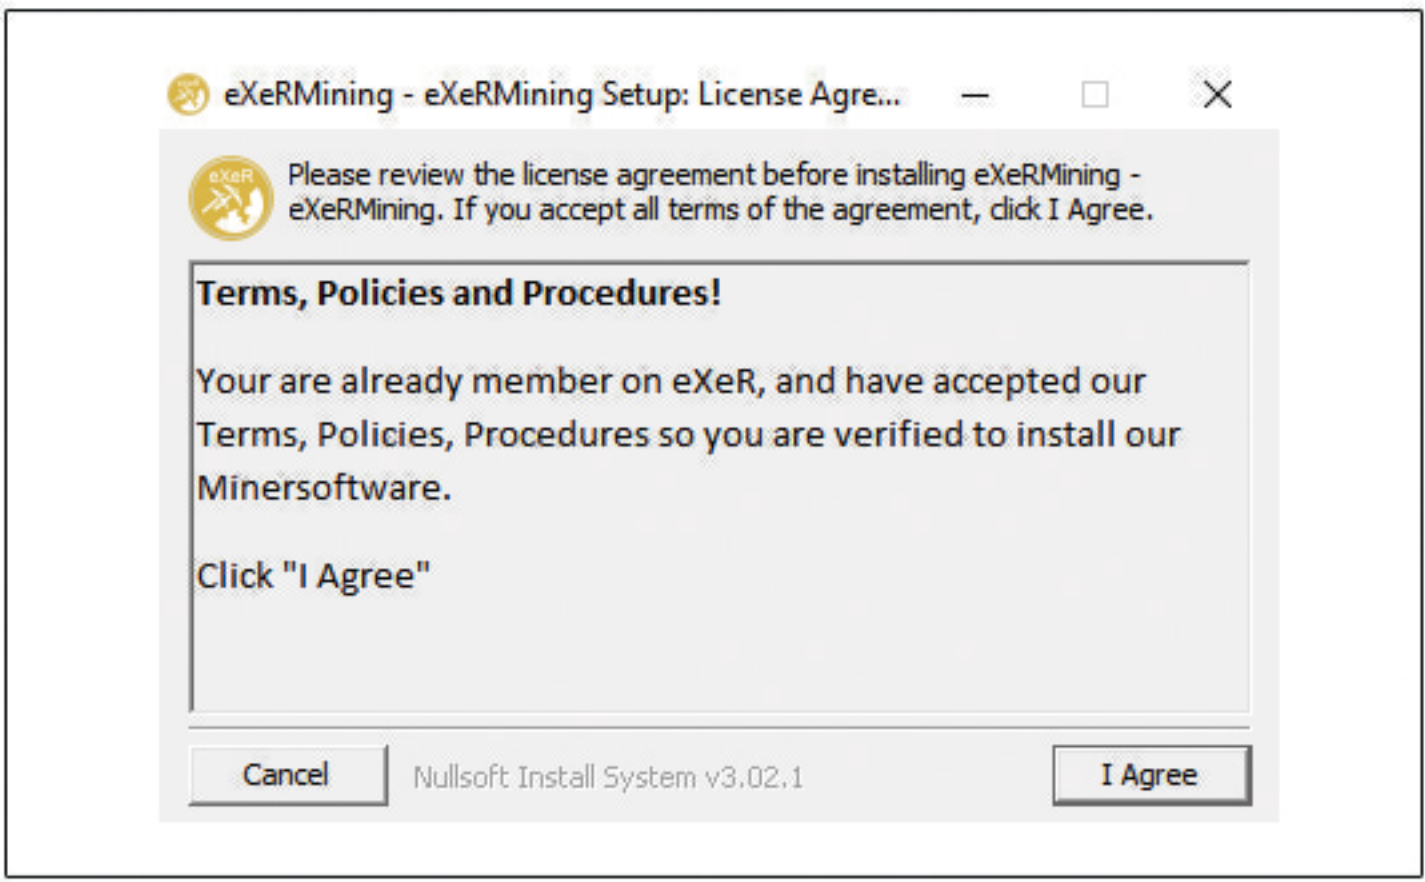 eXeRMining - eXeRMining Setup: License Agre...
eXeR
Please review the license agreement before installing eXeRMining -
eXeRMining. If you accept all terms of the agreement, click I Agree.
Terms, Policies and Procedures!
Your are already member on eXeR, and have accepted our
Terms, Policies, Procedures so you are verified to install our
Minersoftware.
Click "I Agree"
Cancel
Nullsoft Install System v3.02.1
I Agree